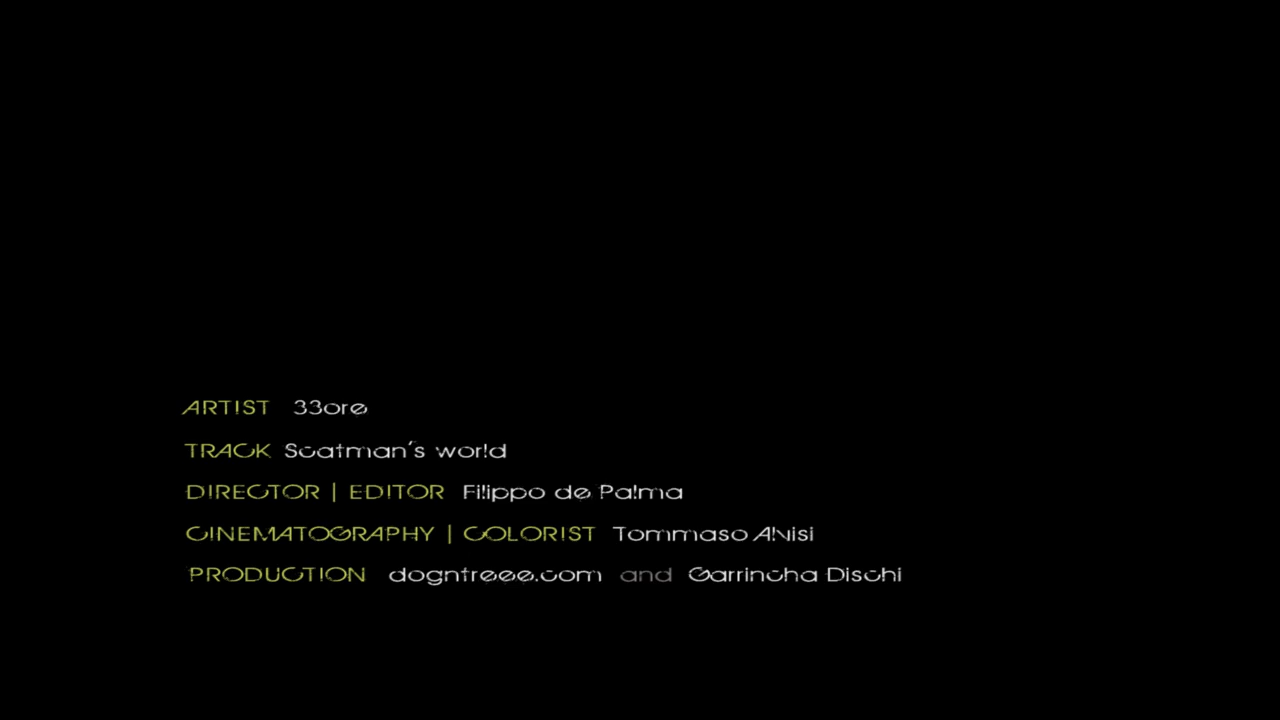 ARTIST 33ore
TRACK Scatman's world
DIRECTOR | EDITOR Filippo de Palma
CINEMATOGRAPHY | COLORIST Tommaso Alvisi
PRODUCTION dogntreee.com and Garrincha Dischi